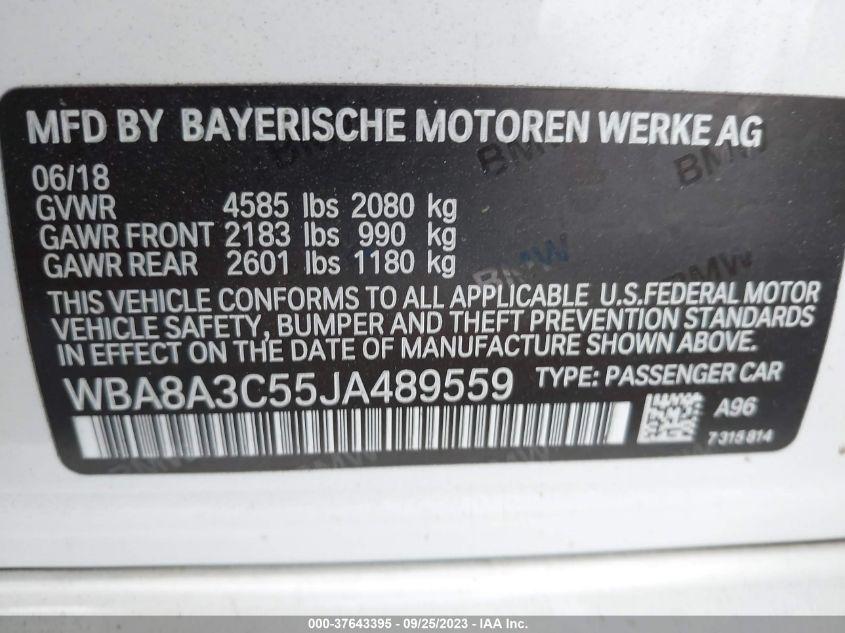 MFD BY BAYERISCHE MOTOREN WERKE AG
06/18
GVWR 4585 lbs 2080 kg
GAWR FRONT 2183 lbs 990 kg
GAWR REAR 2601 lbs 1180 kg
THIS VEHICLE CONFORMS TO ALL APPLICABLE U.S.FEDERAL MOTOR
VEHICLE SAFETY, BUMPER AND THEFT PREVENTION STANDARDS
IN EFFECT ON THE DATE OF MANUFACTURE SHOWN ABOVE.
WBA8A3C55JA489559 TYPE: PASSENGER CAR
A96
7315814
000-37643395 - 09/25/2023 - IAA Inc.